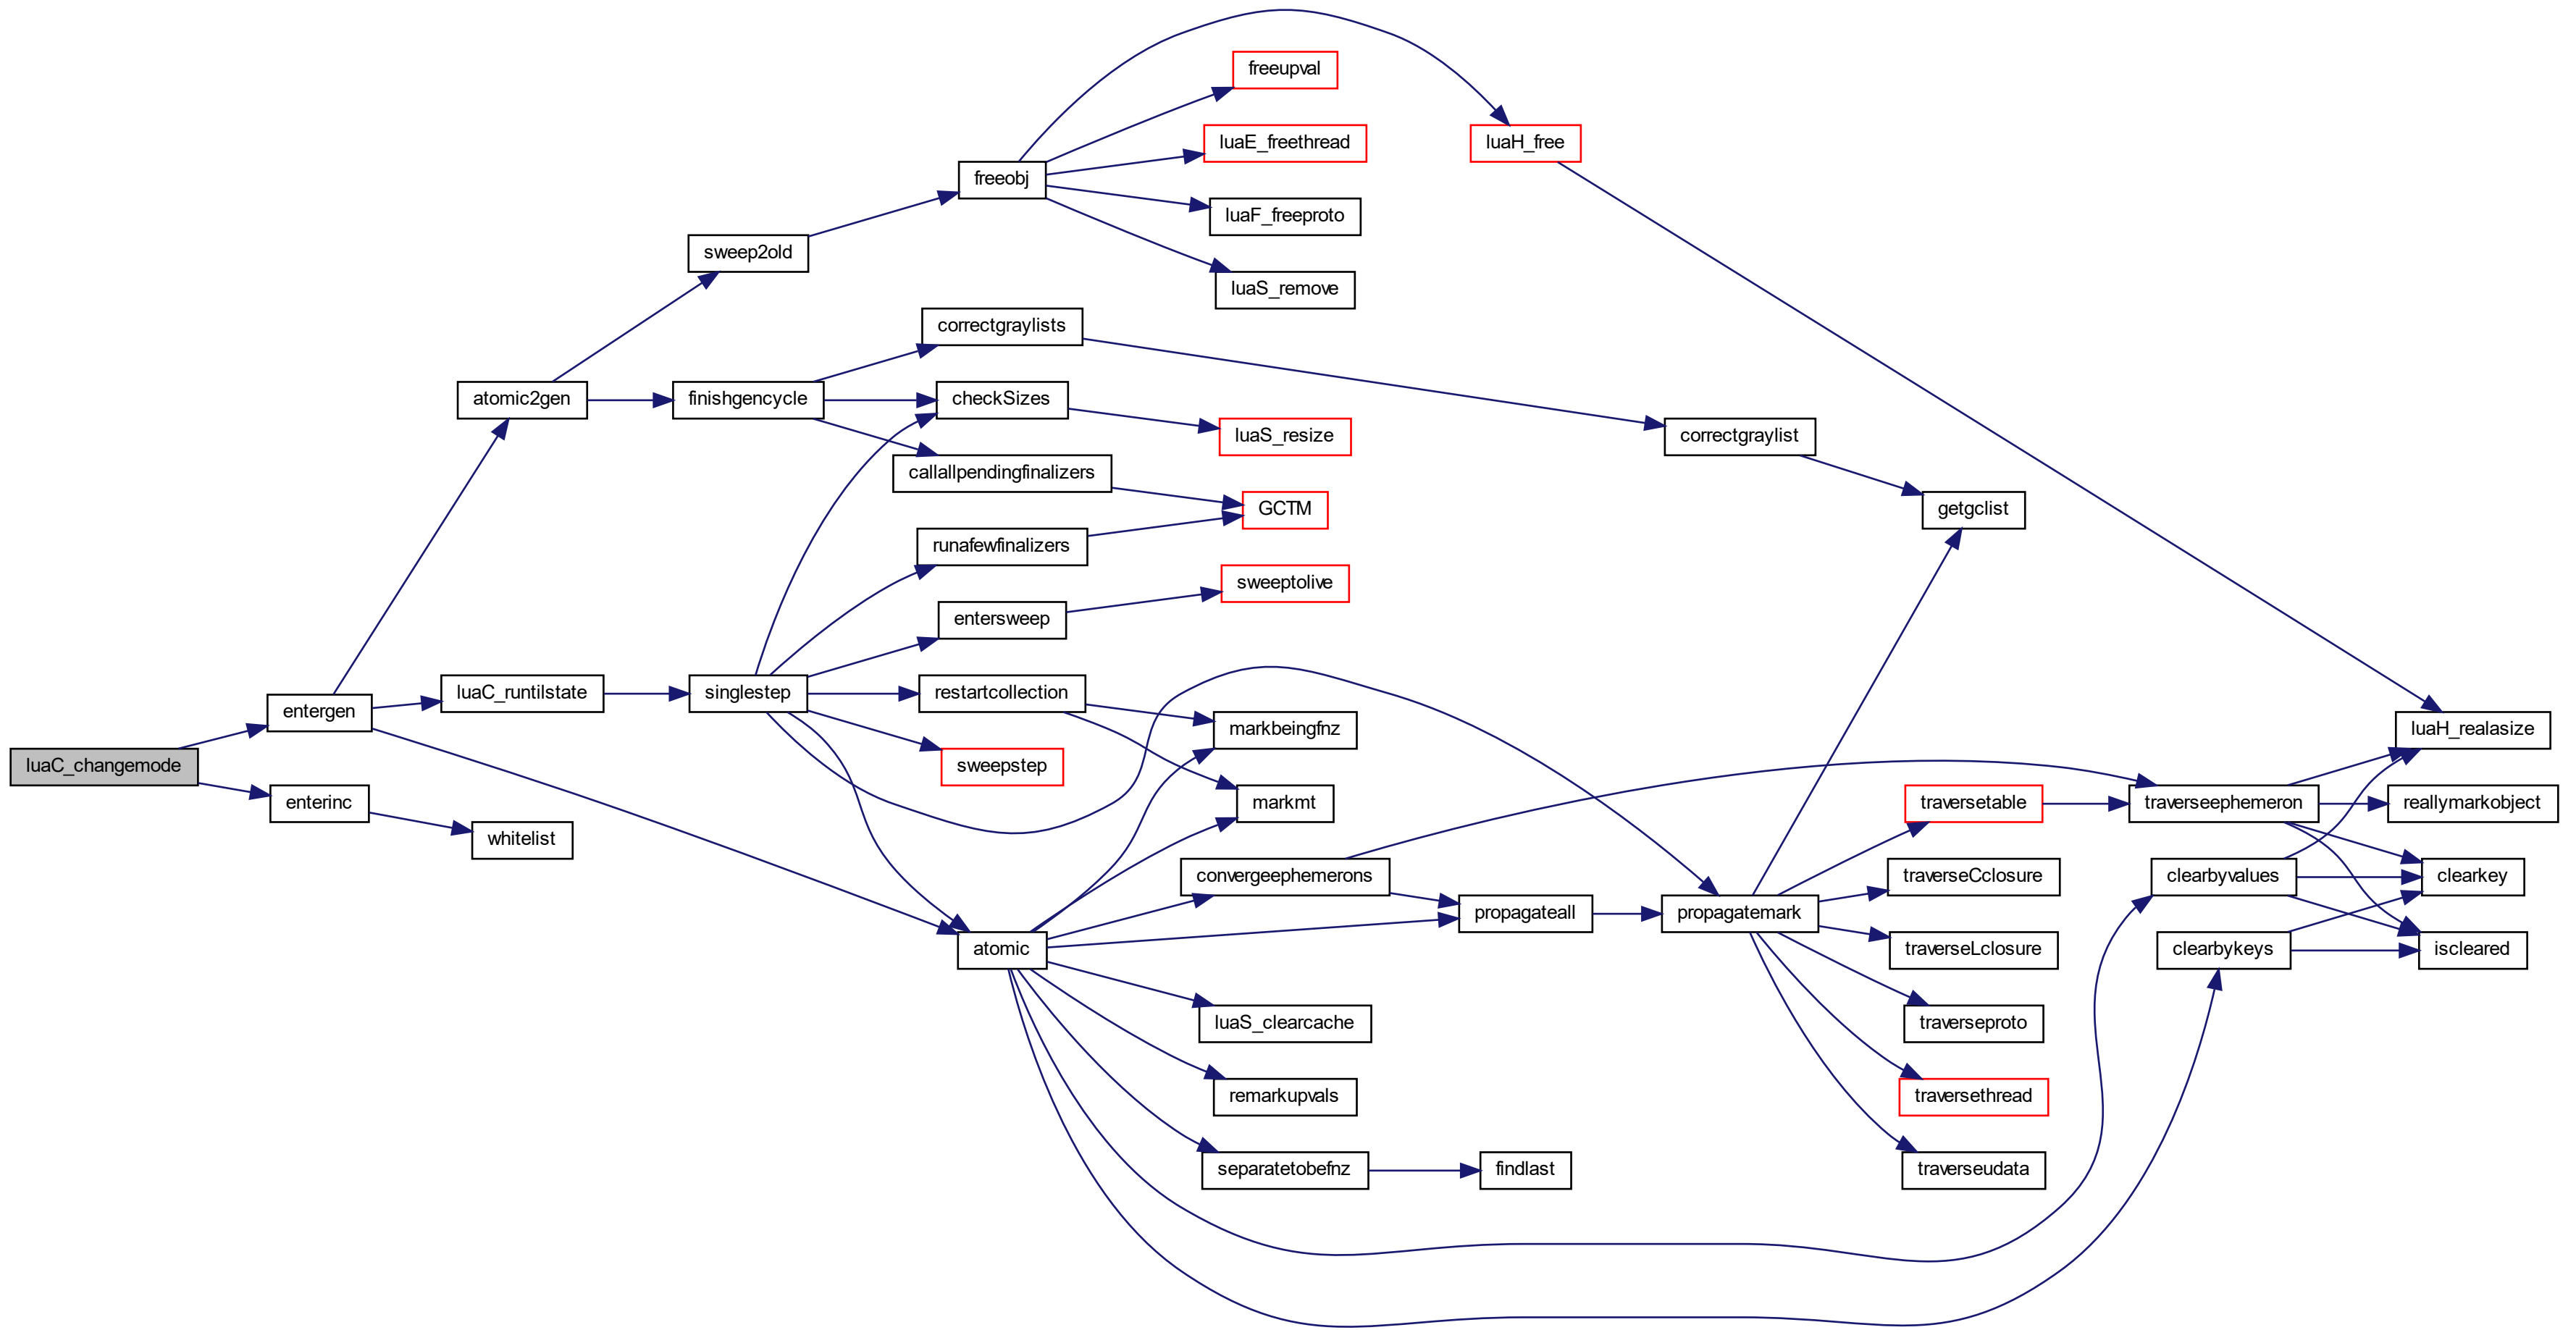 freeupval
luaE_freethread
luaH_free
freeobj
luaF_freeproto
sweep2old
luaS_remove
correctgraylists
atomic2gen
finishgencycle
checkSizes
luaS_resize
correctgraylist
callallpendingfinalizers
GCTM
getgclist
runafewfinalizers
sweeptolive
entersweep
luaC_runtilstate
singlestep
restartcollection
entergen
markbeingfnz
luaH_realasize
luaC_changemode
sweepstep
enterinc
markmt
traversetable
traverseephemeron
reallymarkobject
whitelist
convergeephemerons
traverseCclosure
clearbyvalues
clearkey
propagateall
propagatemark
atomic
traverseLclosure
clearbykeys
iscleared
luaS_clearcache
traverseproto
remarkupvals
traversethread
separatetobefnz
findlast
traverseudata